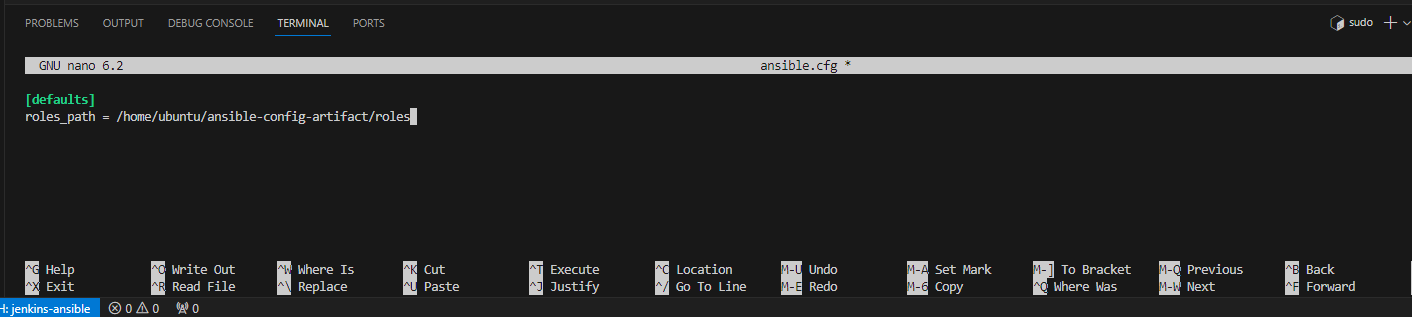 PROBLEMS OUTPUT DEBUG CONSOLE TERMINAL PORTS sudo
GNU nano 6.2 ansible.cfg *
[defaults]
roles_path = /home/ubuntu/ansible-config-artifact/roles
^G Help ^O Write Out ^W Where Is ^K Cut ^T Execute ^C Location M-U Undo M-A Set Mark M-] To Bracket M-Q Previous ^B Back
^X Exit ^R Read File ^\ Replace ^U Paste ^J Justify ^/ Go To Line M-E Redo M-6 Copy ^Q Where Was M-W Next ^F Forward
H: jenkins-ansible 0 0 0